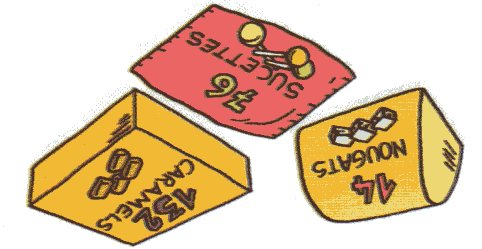 76
SUCETTES
132
CARAMELS
14
NOUGATS